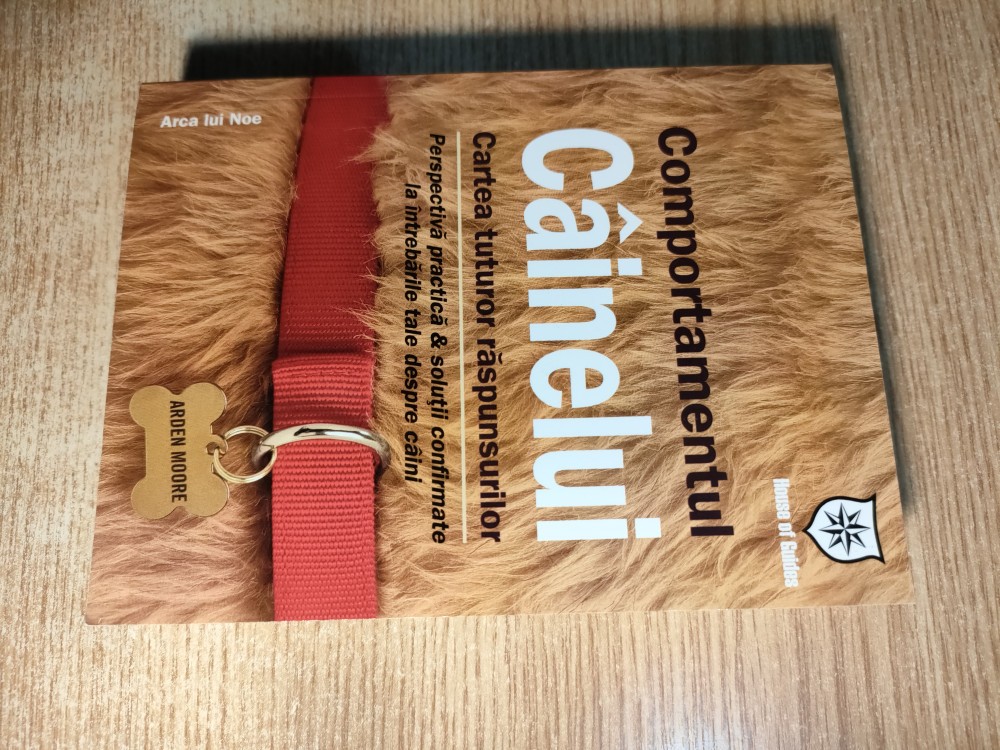 House of Guides
Comportamentul
câinelui
Cartea tuturor răspunsurilor
Perspectivă practică & soluții confirmate
la întrebările tale despre câini
ARDEN MOORE
Arca lui Noe